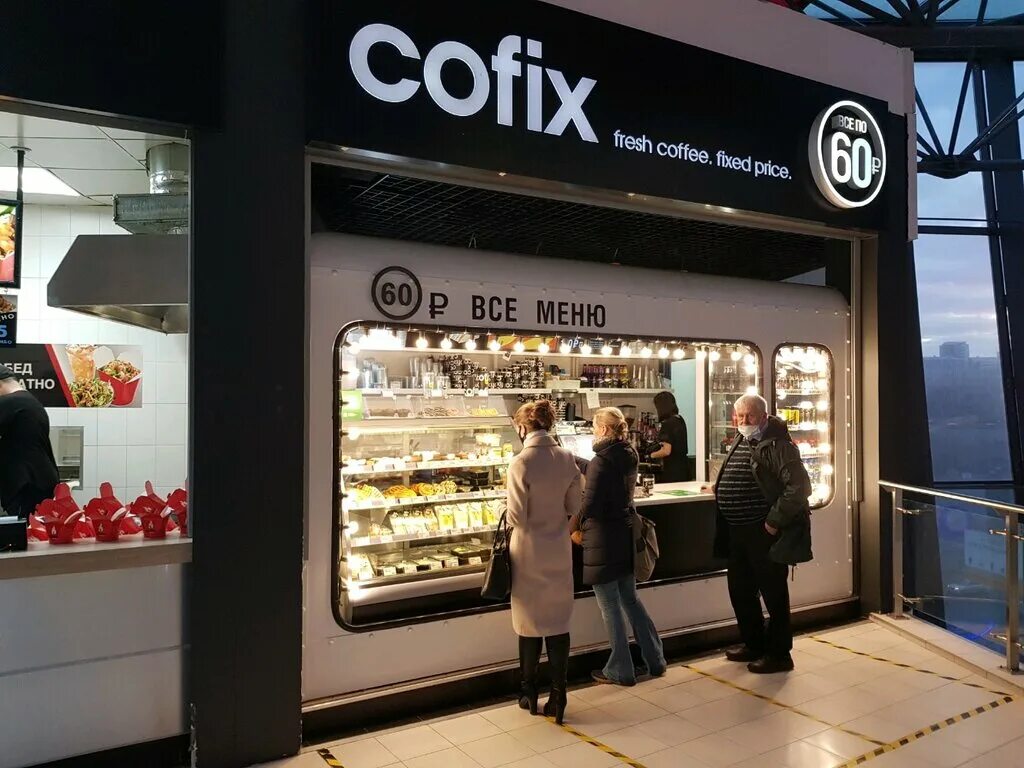 cofix
fresh coffee. fixed price.
ВСЕ ПО
60₽
60 ₽ ВСЕ МЕНЮ